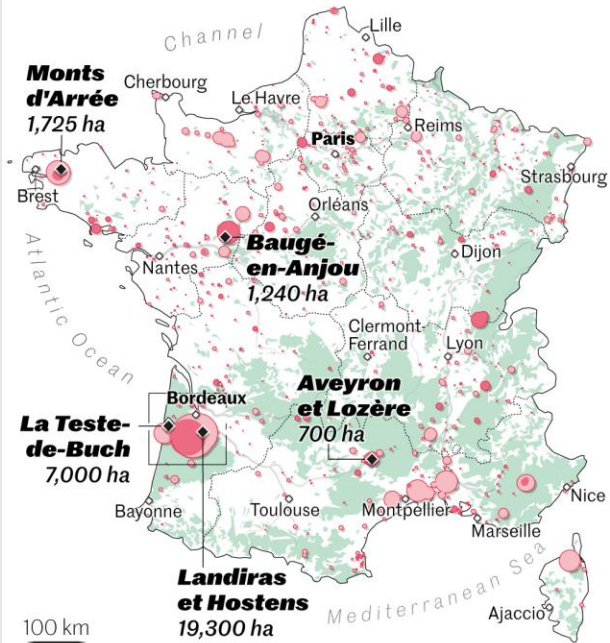 Channel
Lille
Monts
d'Arrée
1,725 ha
Cherbourg
Le Havre
Reims
Paris
Strasbourg
Brest
Orléans
Baugé-
en-Anjou
1,240 ha
Dijon
Nantes
Atlantic Ocean
Clermont-
Ferrand
Lyon
Bordeaux
Aveyron
et Lozère
700 ha
La Teste-
de-Buch
7,000 ha
Bayonne
Toulouse
Montpellier
Nice
Marseille
Landiras
et Hostens
19,300 ha
Mediterranean Sea
Ajaccio
100 km